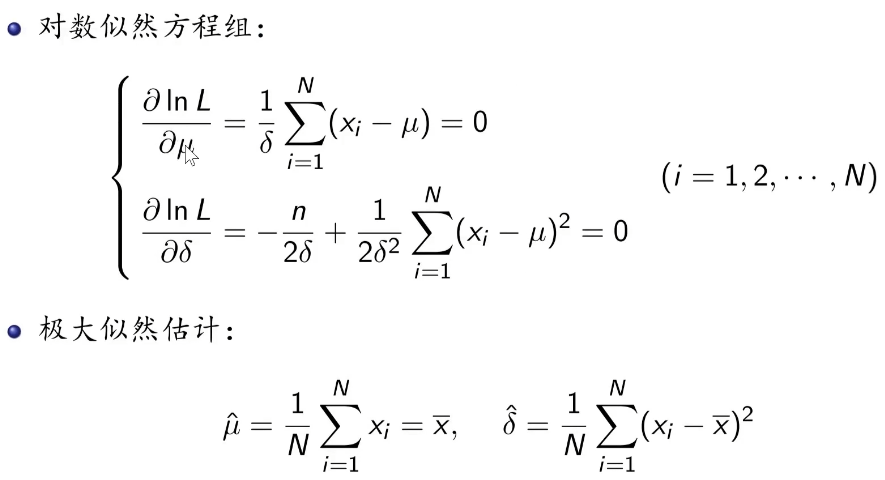 对数似然方程组：
∂ ln L / ∂μ = 1/δ ∑_{i=1}^{N} (x_i − μ) = 0
(i = 1, 2, ⋯ , N)
∂ ln L / ∂δ = − n/2δ + 1/2δ² ∑_{i=1}^{N} (x_i − μ)² = 0
极大似然估计：
μ̂ = 1/N ∑_{i=1}^{N} x_i = x̄, δ̂ = 1/N ∑_{i=1}^{N} (x_i − x̄)²